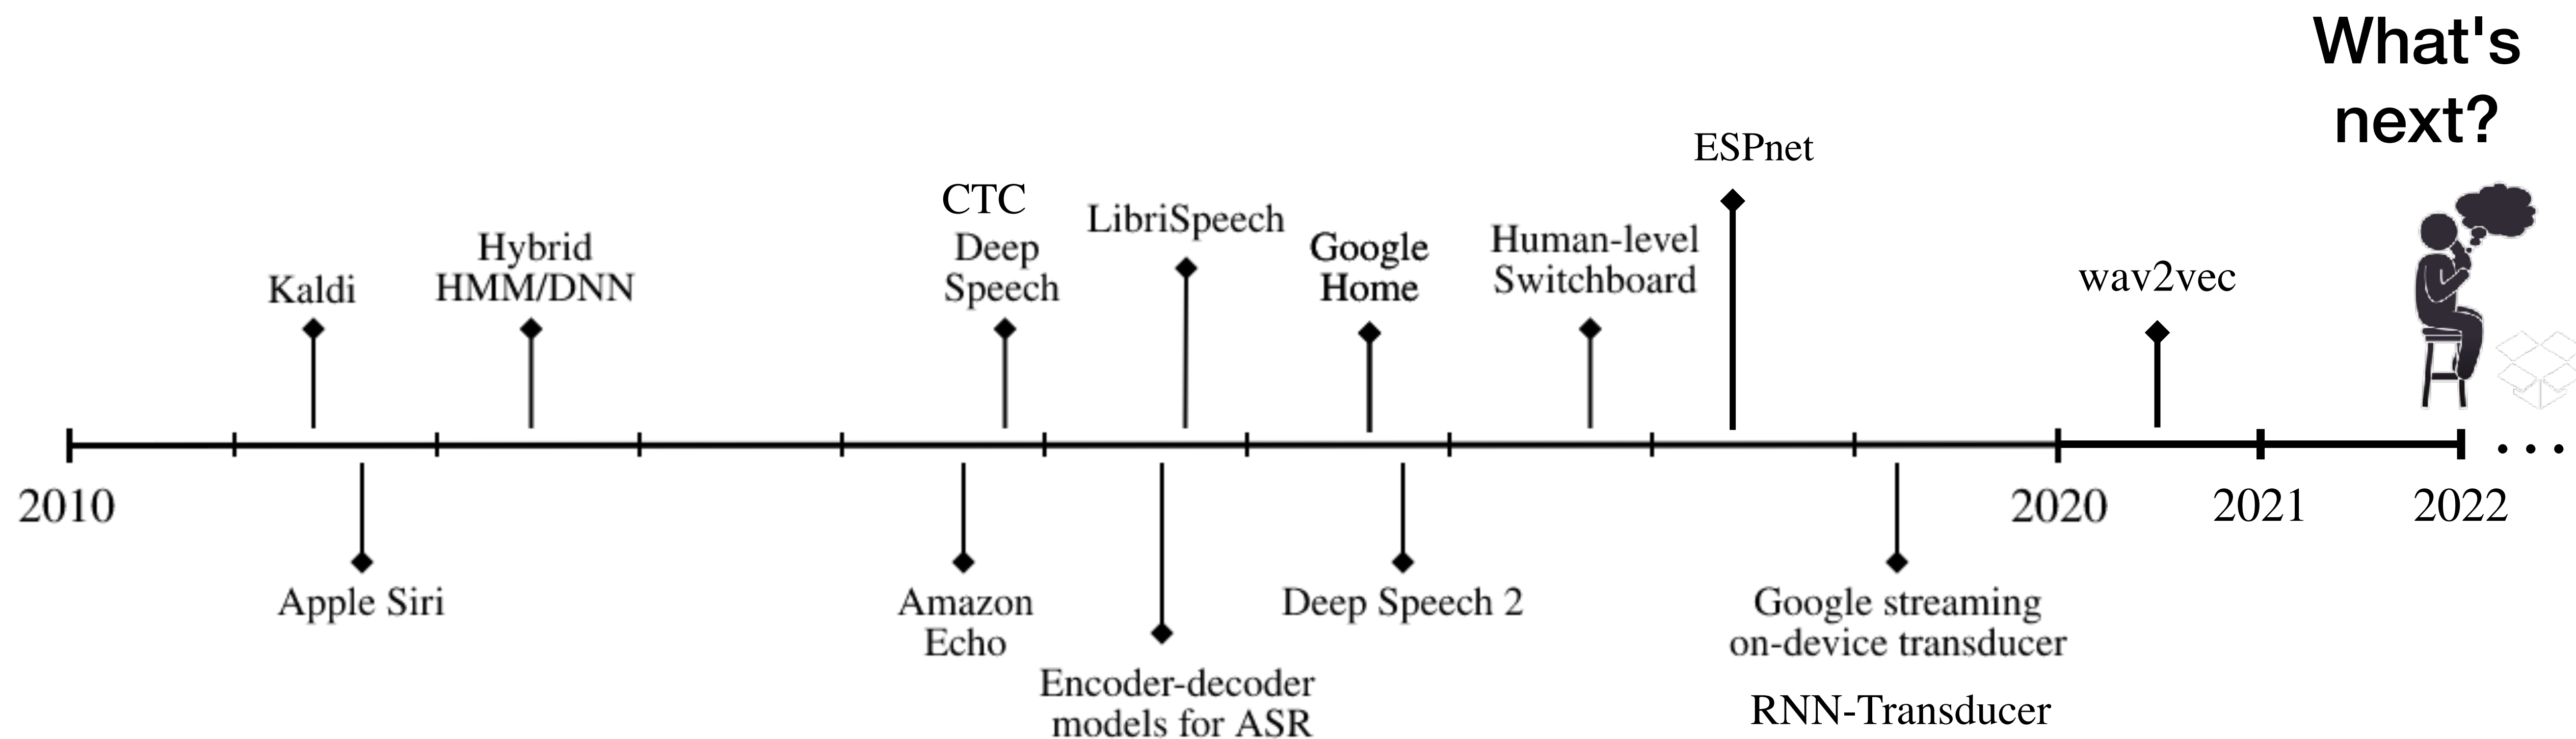 What's
next?
ESPnet
CTC
Deep
Speech
LibriSpeech
Google
Home
Human-level
Switchboard
Hybrid
HMM/DNN
Kaldi
wav2vec
2010
2020
2021
2022
...
Apple Siri
Amazon
Echo
Encoder-decoder
models for ASR
Deep Speech 2
Google streaming
on-device transducer
RNN-Transducer